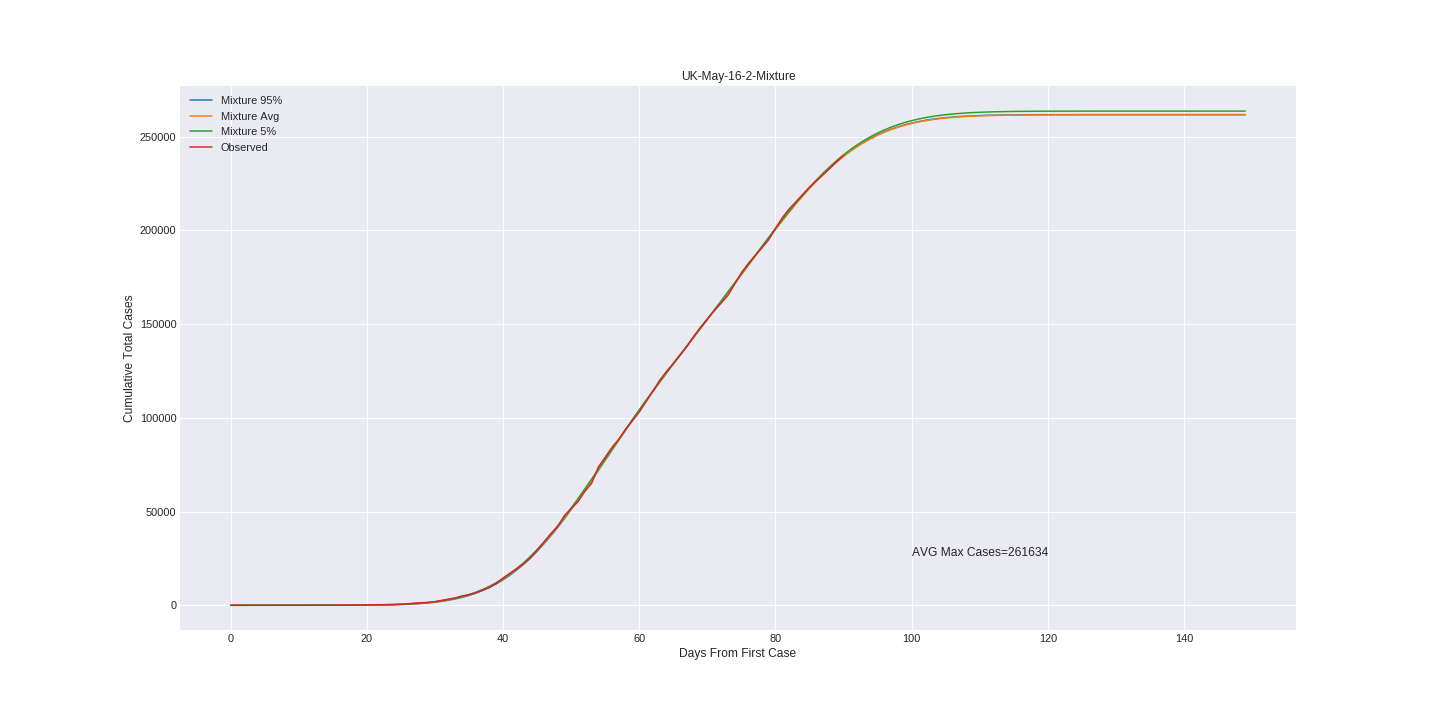 UK-May-16-2-Mixture
Mixture 95%
Mixture Avg
Mixture 5%
Observed
250000
200000
150000
100000
50000
0
Cumulative Total Cases
AVG Max Cases=261634
0 20 40 60 80 100 120 140
Days From First Case